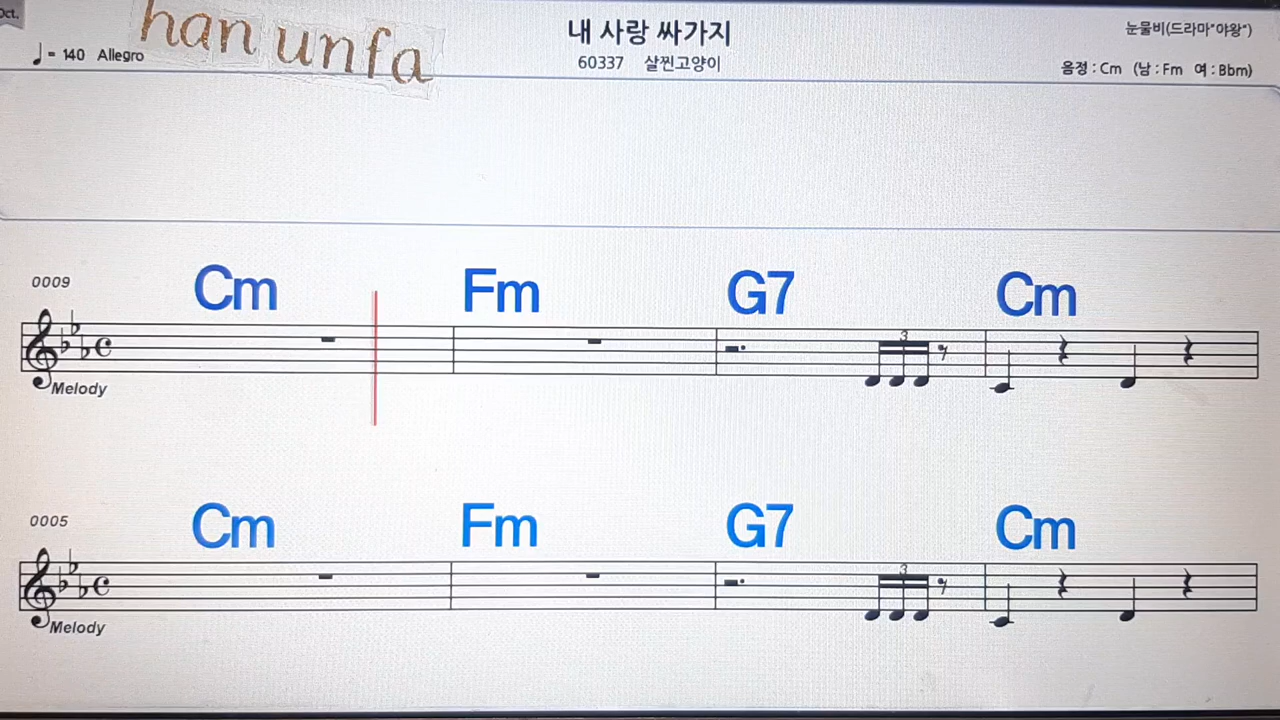 Oct.
han unfa
내 사랑 싸가지
눈물비(드라마"야왕")
♩= 140 Allegro
60337 살찐고양이
음정 : Cm (남 : Fm 여 : Bbm)
0009
Cm Fm G7 Cm
3
Melody
0005
Cm Fm G7 Cm
3
Melody